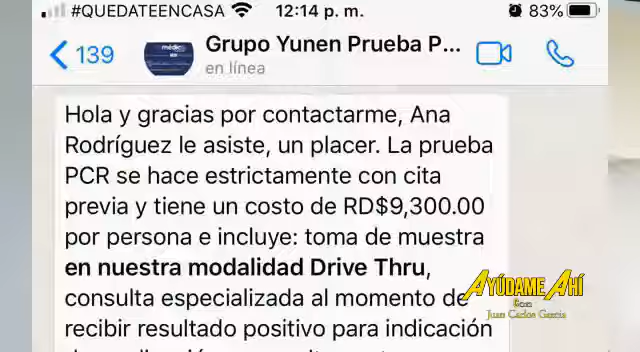 #QUEDATEENCASA 12:14 p. m. 83%
139
Grupo Yunen Prueba P...
en línea
médic
Hola y gracias por contactarme, Ana
Rodríguez le asiste, un placer. La prueba
PCR se hace estrictamente con cita
previa y tiene un costo de RD$9,300.00
por persona e incluye: toma de muestra
en nuestra modalidad Drive Thru,
consulta especializada al momento de
recibir resultado positivo para indicación
AYÚDAME AHÍ
Con
Juan Carlos García